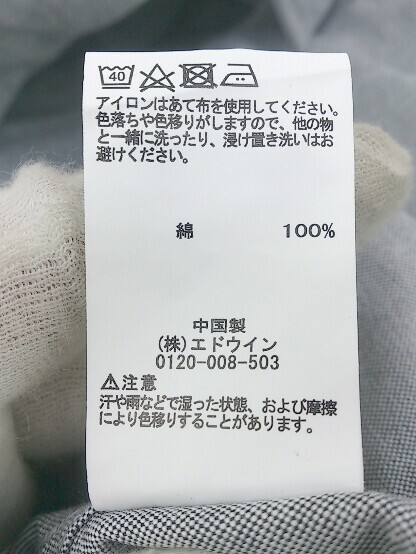 40
アイロンはあて布を使用してください。
色落ちや色移りがしますので、他の物
と一緒に洗ったり、浸け置き洗いはお
避けください。
綿 100%
中国製
(株)エドウイン
0120-008-503
⚠注意
汗や雨などで湿った状態、および摩擦
により色移りすることがあります。